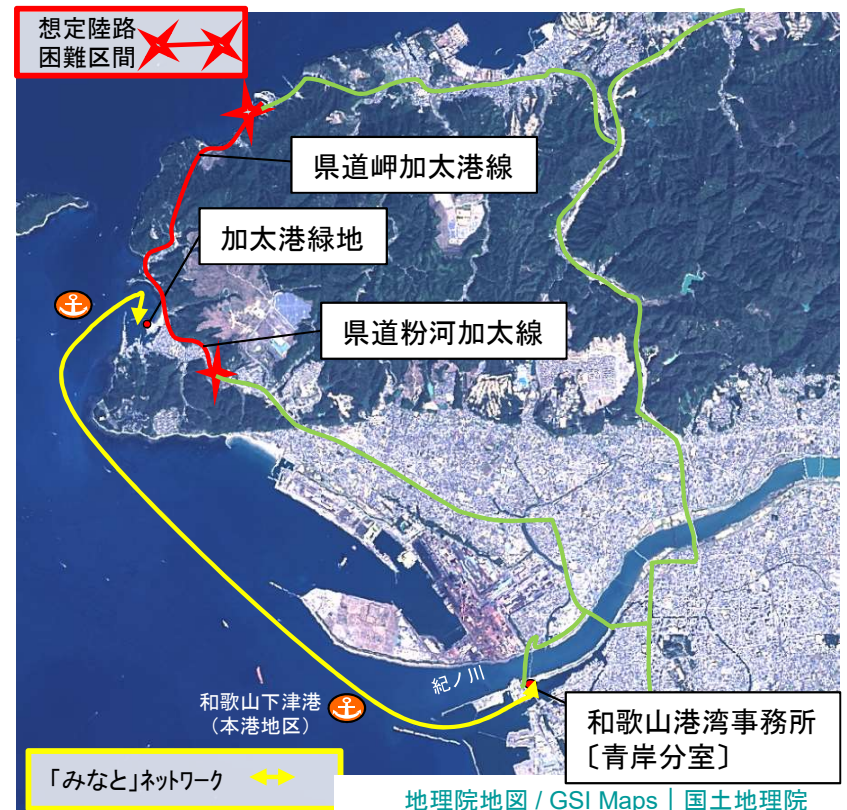 想定陸路
困難区間
県道岬加太港線
加太港緑地
県道粉河加太線
紀ノ川
和歌山下津港
（本港地区）
和歌山港湾事務所
〔青岸分室〕
「みなと」ネットワーク
地理院地図 / GSI Maps｜国土地理院